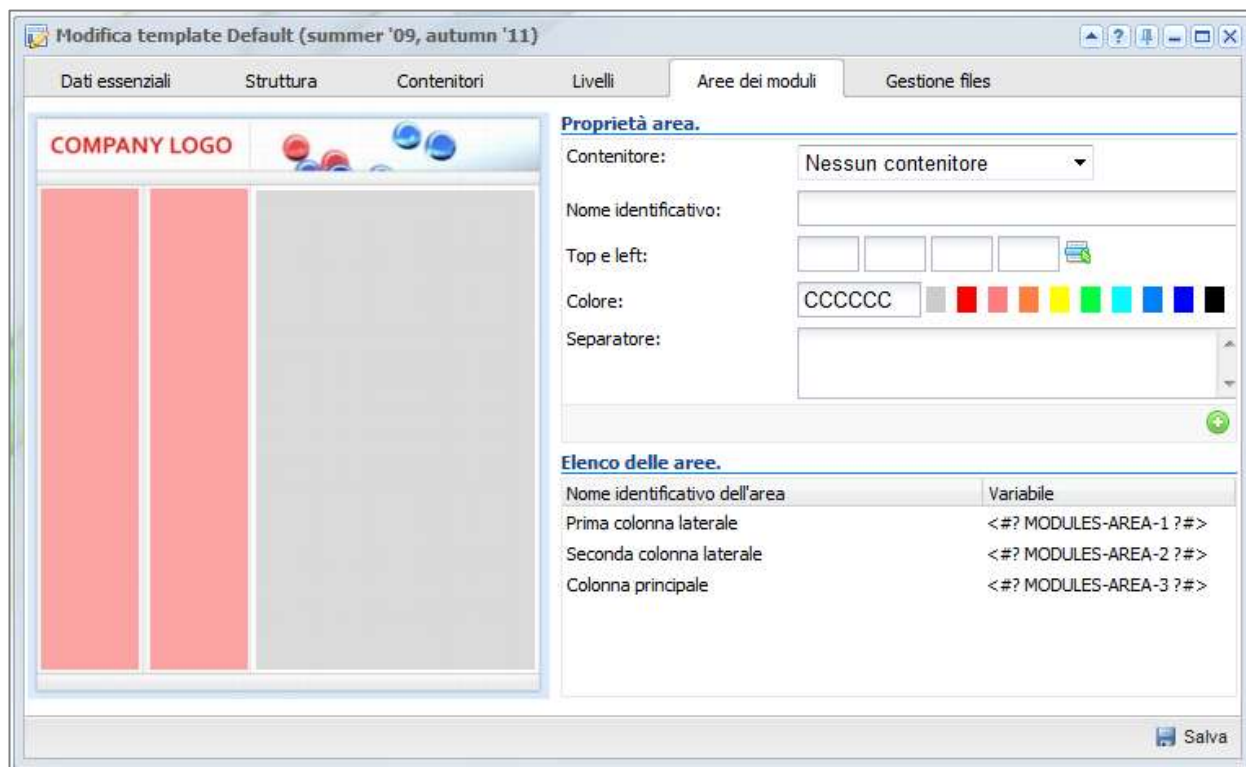 Modifica template Default (summer '09, autumn '11)
Dati essenziali Struttura Contenitori Livelli Aree dei moduli Gestione files
COMPANY LOGO
Proprietà area.
Contenitore: Nessun contenitore
Nome identificativo:
Top e left:
Colore: CCCCCC
Separatore:
Elenco delle aree.
Nome identificativo dell'area Variabile
Prima colonna laterale <#? MODULES-AREA-1 ?#>
Seconda colonna laterale <#? MODULES-AREA-2 ?#>
Colonna principale <#? MODULES-AREA-3 ?#>
Salva